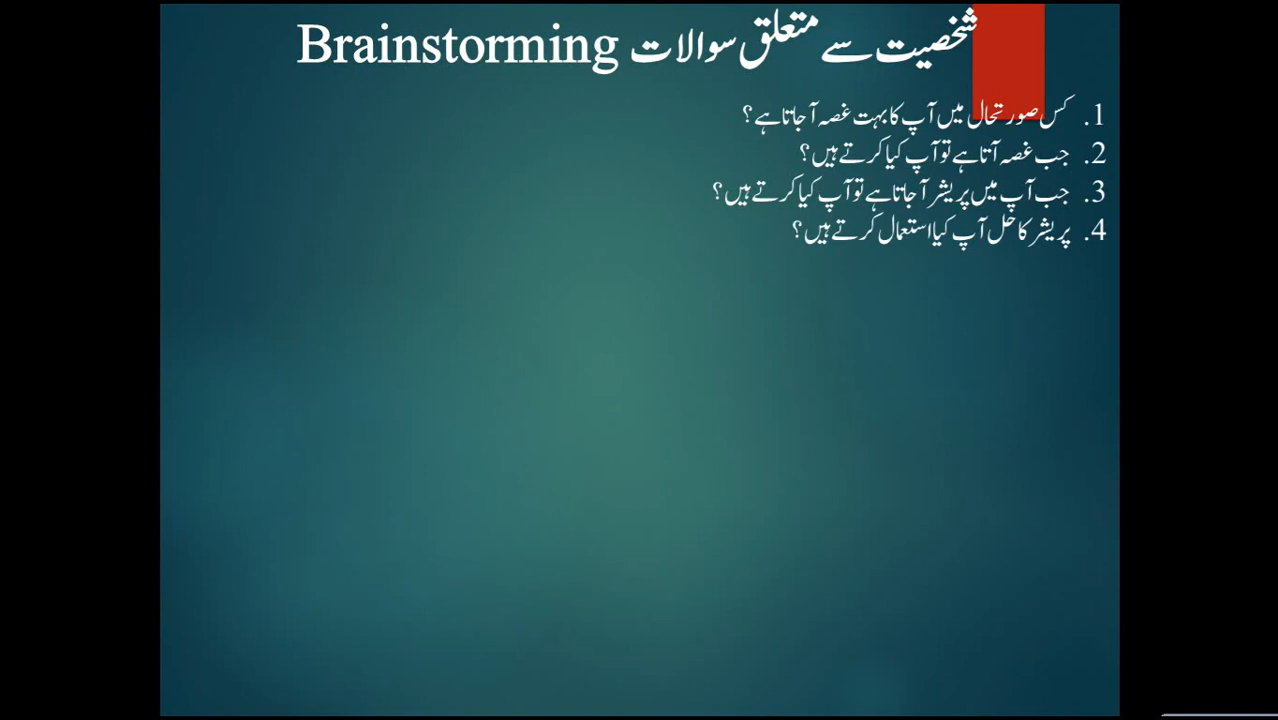 شخصیت سے متعلق سوالات Brainstorming
1. کس صورتحال میں آپ کا بہت غصہ آجاتا ہے؟
2. جب غصہ آتا ہے تو آپ کیا کرتے ہیں؟
3. جب آپ میں پریشر آجاتا ہے تو آپ کیا کرتے ہیں؟
4. پریشر کا حل آپ کیا استعمال کرتے ہیں؟